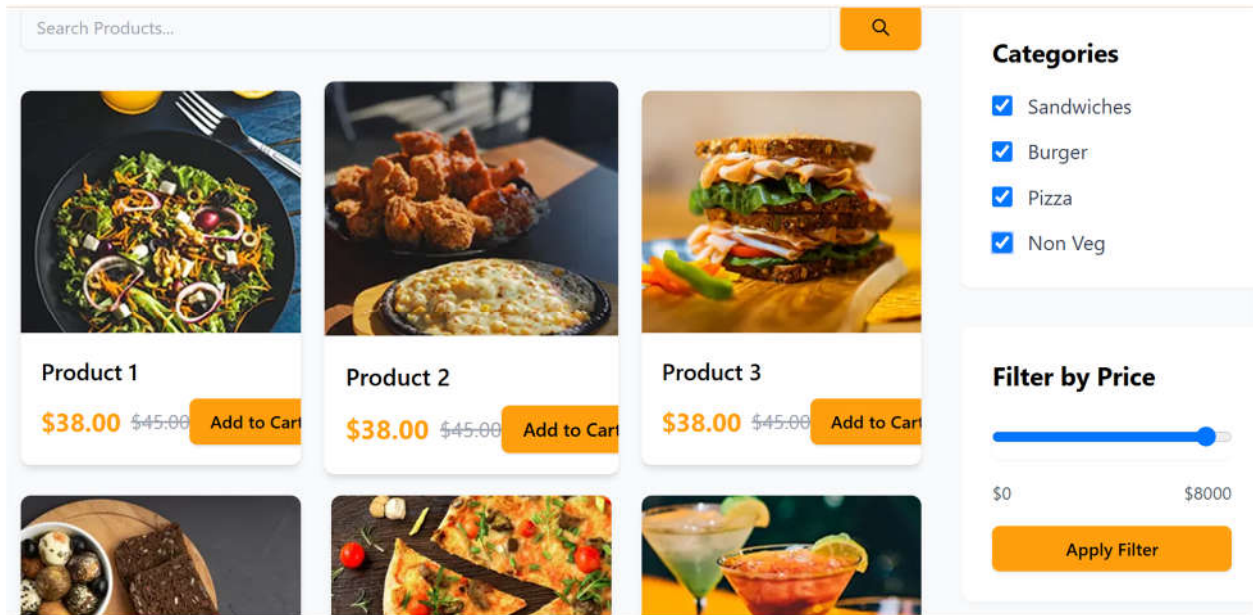 Search Products...
Product 1
$38.00 $45.00 Add to Cart
Product 2
$38.00 $45.00 Add to Cart
Product 3
$38.00 $45.00 Add to Cart
Categories
Sandwiches
Burger
Pizza
Non Veg
Filter by Price
$0 $8000
Apply Filter